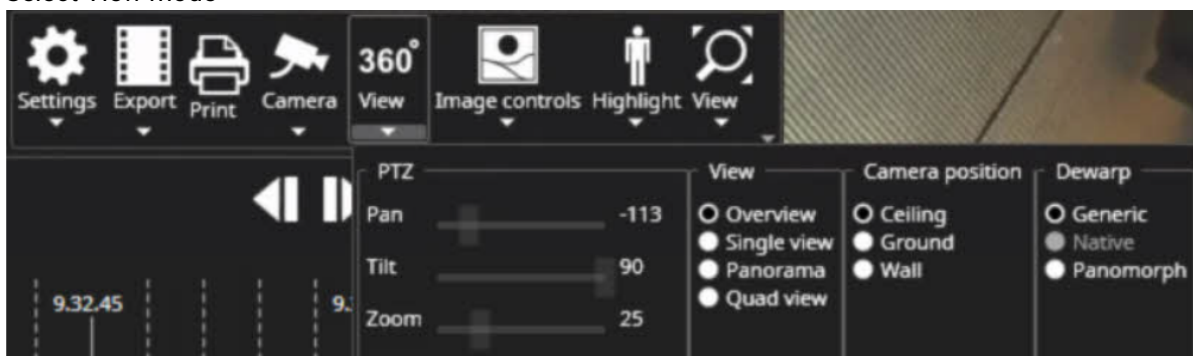 Select view mode
Settings
Export
Print
Camera
360°
View
Image controls
Highlight
View
PTZ
Pan
-113
Tilt
90
Zoom
25
View
Overview
Single view
Panorama
Quad view
Camera position
Ceiling
Ground
Wall
Dewarp
Generic
Native
Panomorph
9.32.45